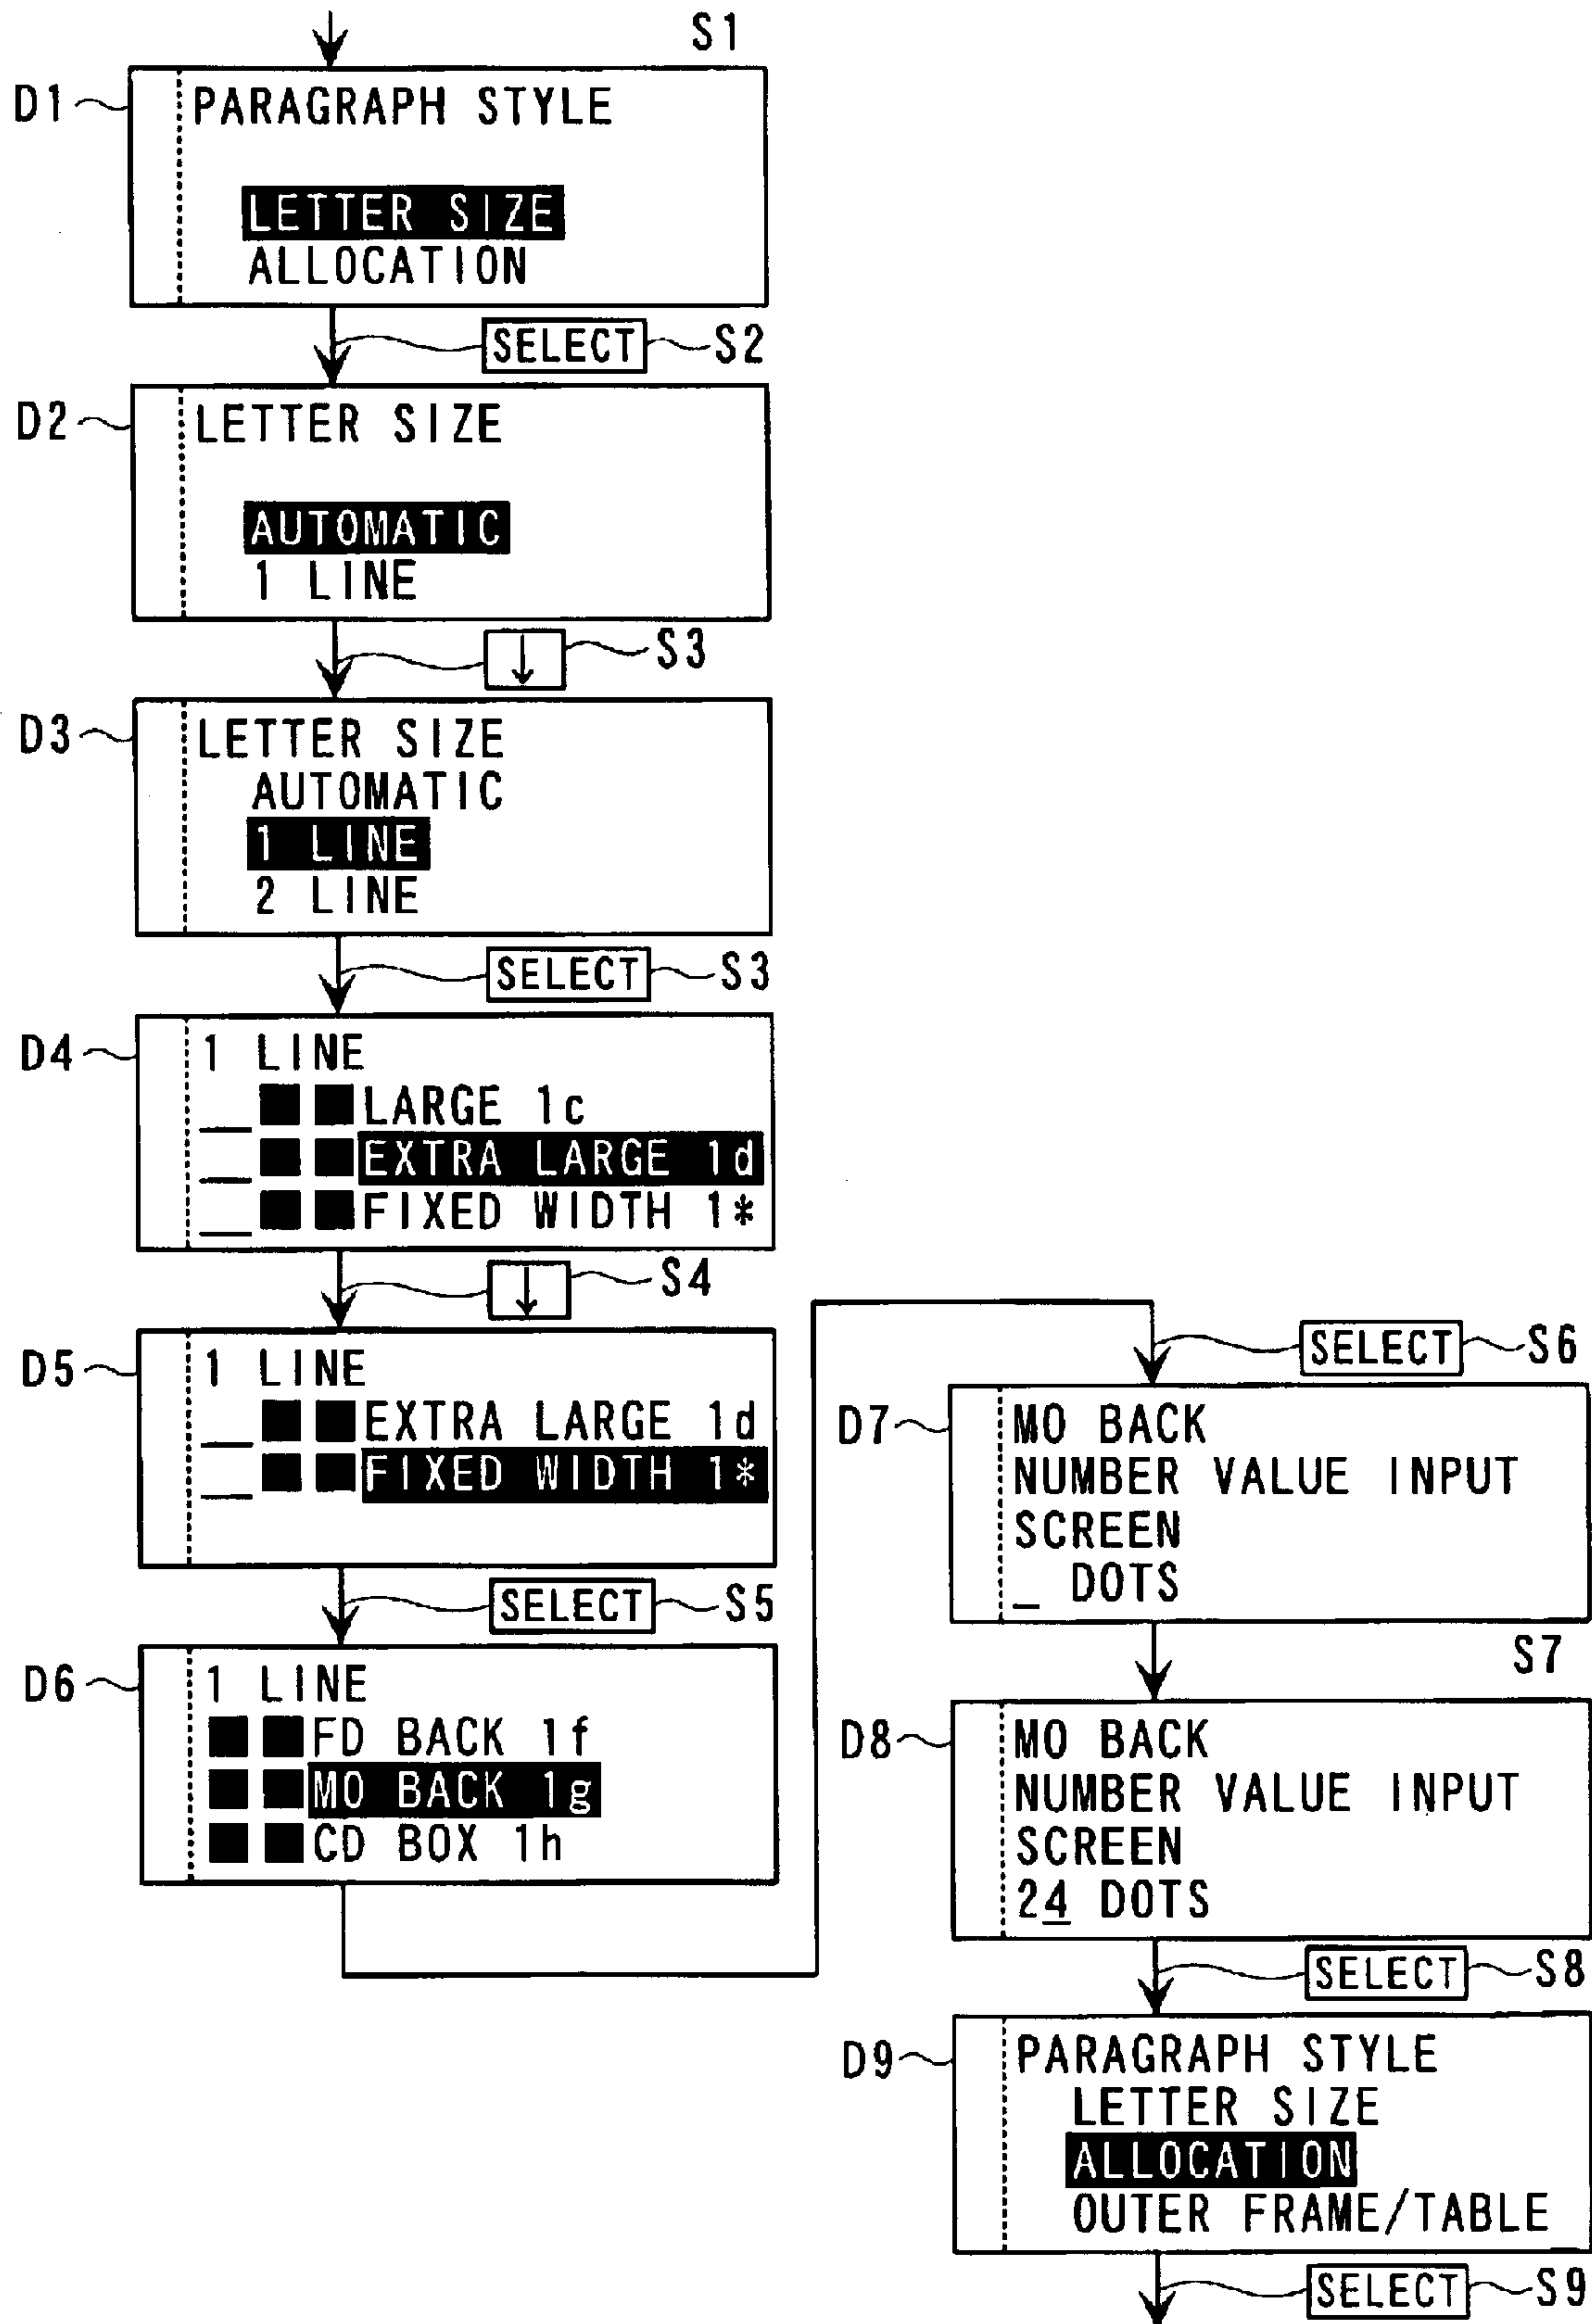 S1
D1
PARAGRAPH STYLE
LETTER SIZE
ALLOCATION
SELECT S2
D2
LETTER SIZE
AUTOMATIC
1 LINE
↓ S3
D3
LETTER SIZE
AUTOMATIC
1 LINE
2 LINE
SELECT S3
D4
1 LINE
_ ■ ■ LARGE 1c
_ ■ ■ EXTRA LARGE 1d
_ ■ ■ FIXED WIDTH 1*
↓ S4
D5
1 LINE
_ ■ ■ EXTRA LARGE 1d
_ ■ ■ FIXED WIDTH 1*
SELECT S5
D6
1 LINE
■ ■ FD BACK 1f
■ ■ MO BACK 1g
■ ■ CD BOX 1h
SELECT S6
D7
MO BACK
NUMBER VALUE INPUT
SCREEN
_ DOTS
S7
D8
MO BACK
NUMBER VALUE INPUT
SCREEN
24 DOTS
SELECT S8
D9
PARAGRAPH STYLE
LETTER SIZE
ALLOCATION
OUTER FRAME/TABLE
SELECT S9